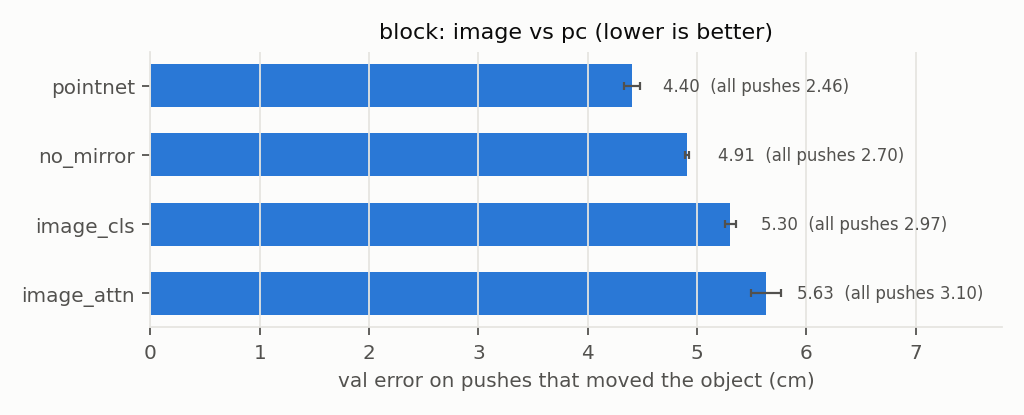 block: image vs pc (lower is better)
pointnet
4.40 (all pushes 2.46)
no_mirror
4.91 (all pushes 2.70)
image_cls
5.30 (all pushes 2.97)
image_attn
5.63 (all pushes 3.10)
0 1 2 3 4 5 6 7
val error on pushes that moved the object (cm)